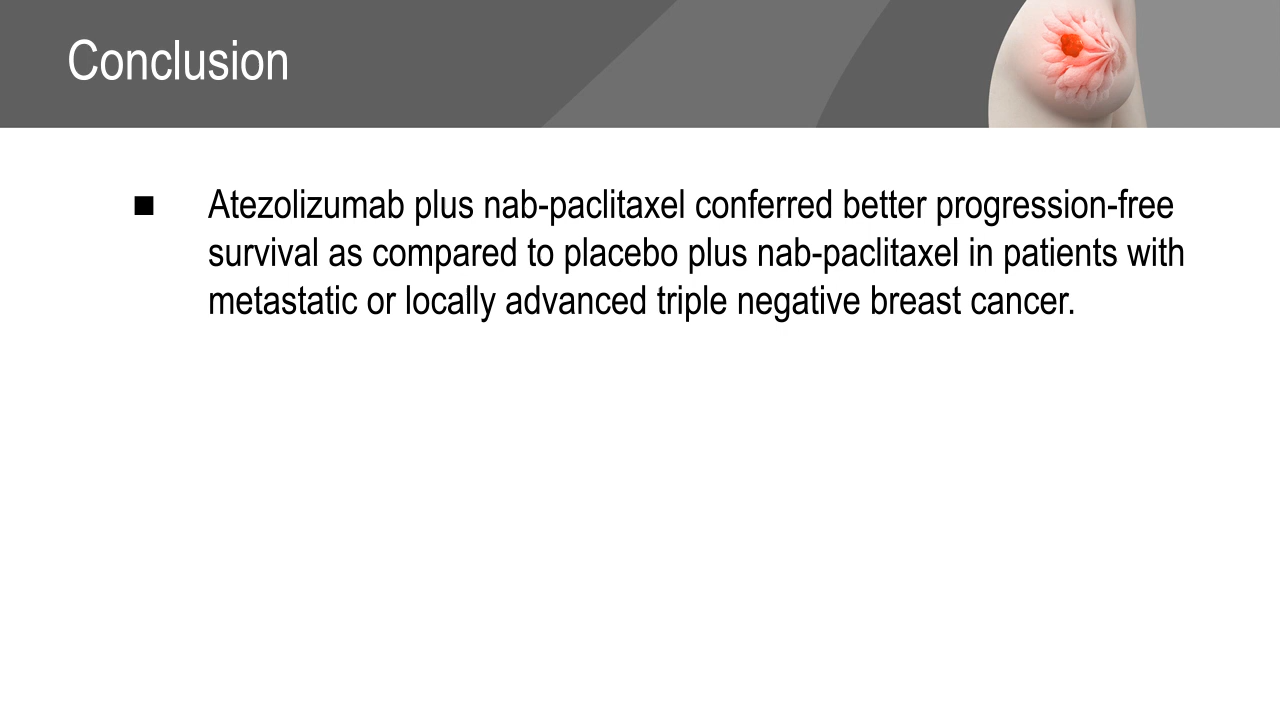 Conclusion
■ Atezolizumab plus nab-paclitaxel conferred better progression-free
survival as compared to placebo plus nab-paclitaxel in patients with
metastatic or locally advanced triple negative breast cancer.